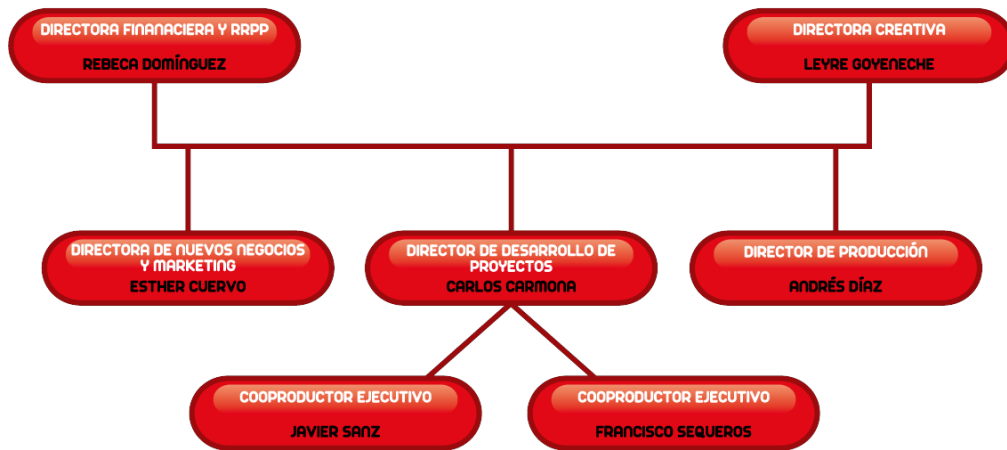 DIRECTORA FINANACIERA Y RRPP
REBECA DOMÍNGUEZ
DIRECTORA CREATIVA
LEYRE GOYENECHE
DIRECTORA DE NUEVOS NEGOCIOS
Y MARKETING
ESTHER CUERVO
DIRECTOR DE DESARROLLO DE
PROYECTOS
CARLOS CARMONA
DIRECTOR DE PRODUCCIÓN
ANDRÉS DÍAZ
COOPRODUCTOR EJECUTIVO
JAVIER SANZ
COOPRODUCTOR EJECUTIVO
FRANCISCO SEQUEROS